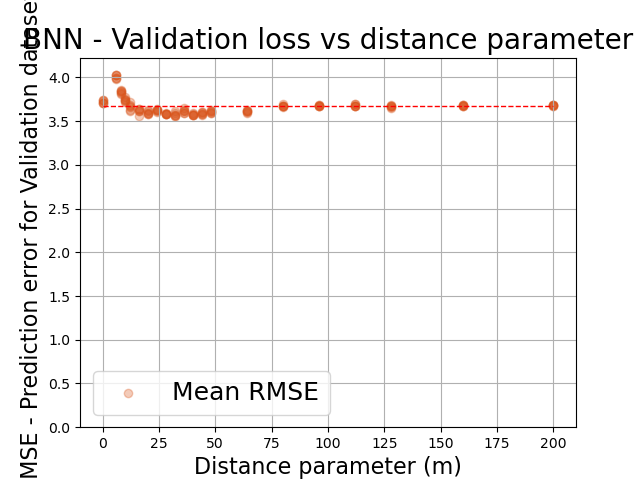 BNN - Validation loss vs distance parameter
MSE - Prediction error for Validation dataset
4.0
3.5
3.0
2.5
2.0
1.5
1.0
0.5
0.0
Mean RMSE
0 25 50 75 100 125 150 175 200
Distance parameter (m)